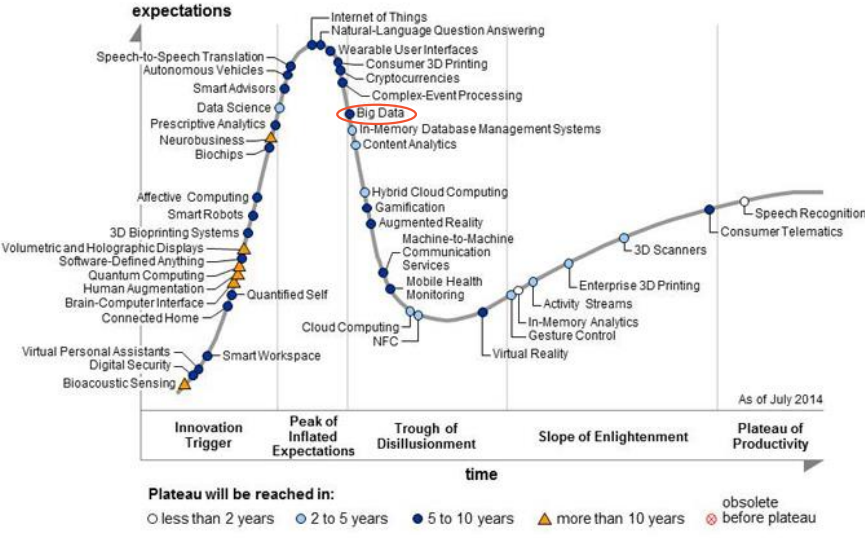 expectations
Internet of Things
Natural-Language Question Answering
Wearable User Interfaces
Speech-to-Speech Translation
Consumer 3D Printing
Autonomous Vehicles
Cryptocurrencies
Smart Advisors
Complex-Event Processing
Data Science
Big Data
Prescriptive Analytics
In-Memory Database Management Systems
Neurobusiness
Content Analytics
Biochips
Hybrid Cloud Computing
Affective Computing
Gamification
Smart Robots
Augmented Reality
3D Bioprinting Systems
Machine-to-Machine
Communication
Services
Volumetric and Holographic Displays
Software-Defined Anything
Quantum Computing
Mobile Health
Monitoring
Human Augmentation
Brain-Computer Interface
Quantified Self
Connected Home
Cloud Computing
NFC
Virtual Personal Assistants
Smart Workspace
Digital Security
Bioacoustic Sensing
Virtual Reality
Gesture Control
In-Memory Analytics
Activity Streams
Enterprise 3D Printing
3D Scanners
Consumer Telematics
Speech Recognition
As of July 2014
Innovation
Trigger
Peak of
Inflated
Expectations
Trough of
Disillusionment
Slope of Enlightenment
Plateau of
Productivity
time
Plateau will be reached in:
less than 2 years
2 to 5 years
5 to 10 years
more than 10 years
obsolete
before plateau